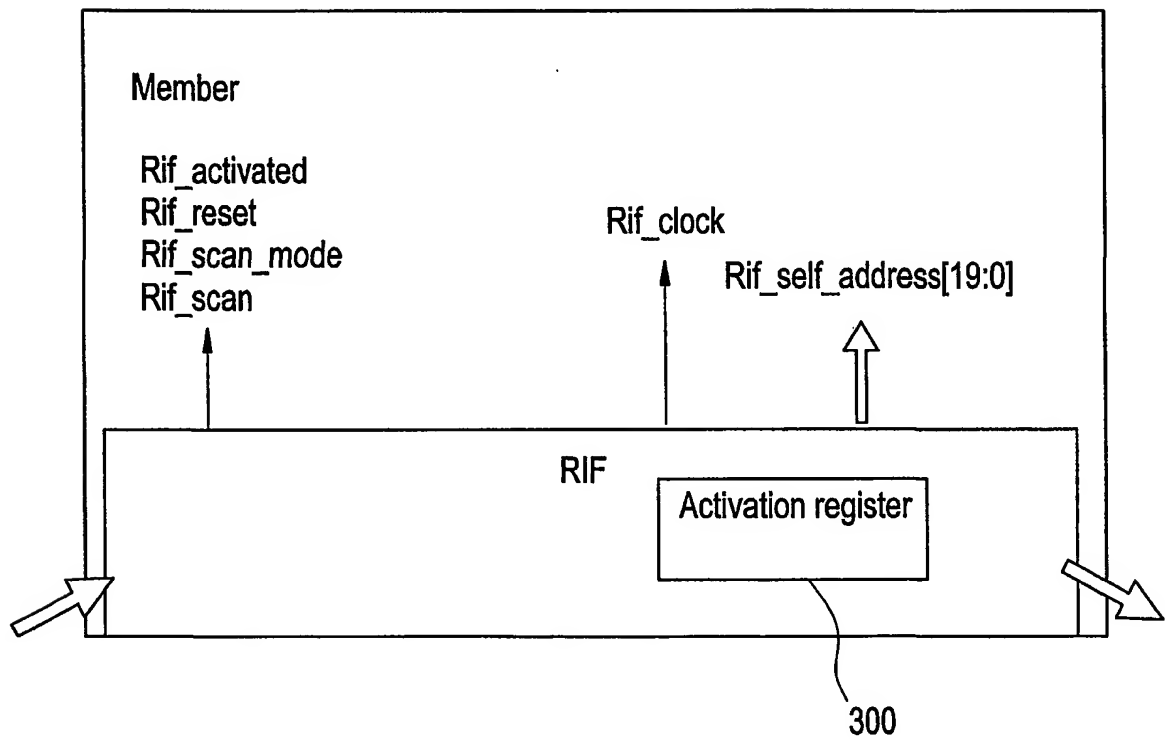 Member
Rif_activated
Rif_reset
Rif_scan_mode
Rif_scan
Rif_clock
Rif_self_address[19:0]
RIF
Activation register
300